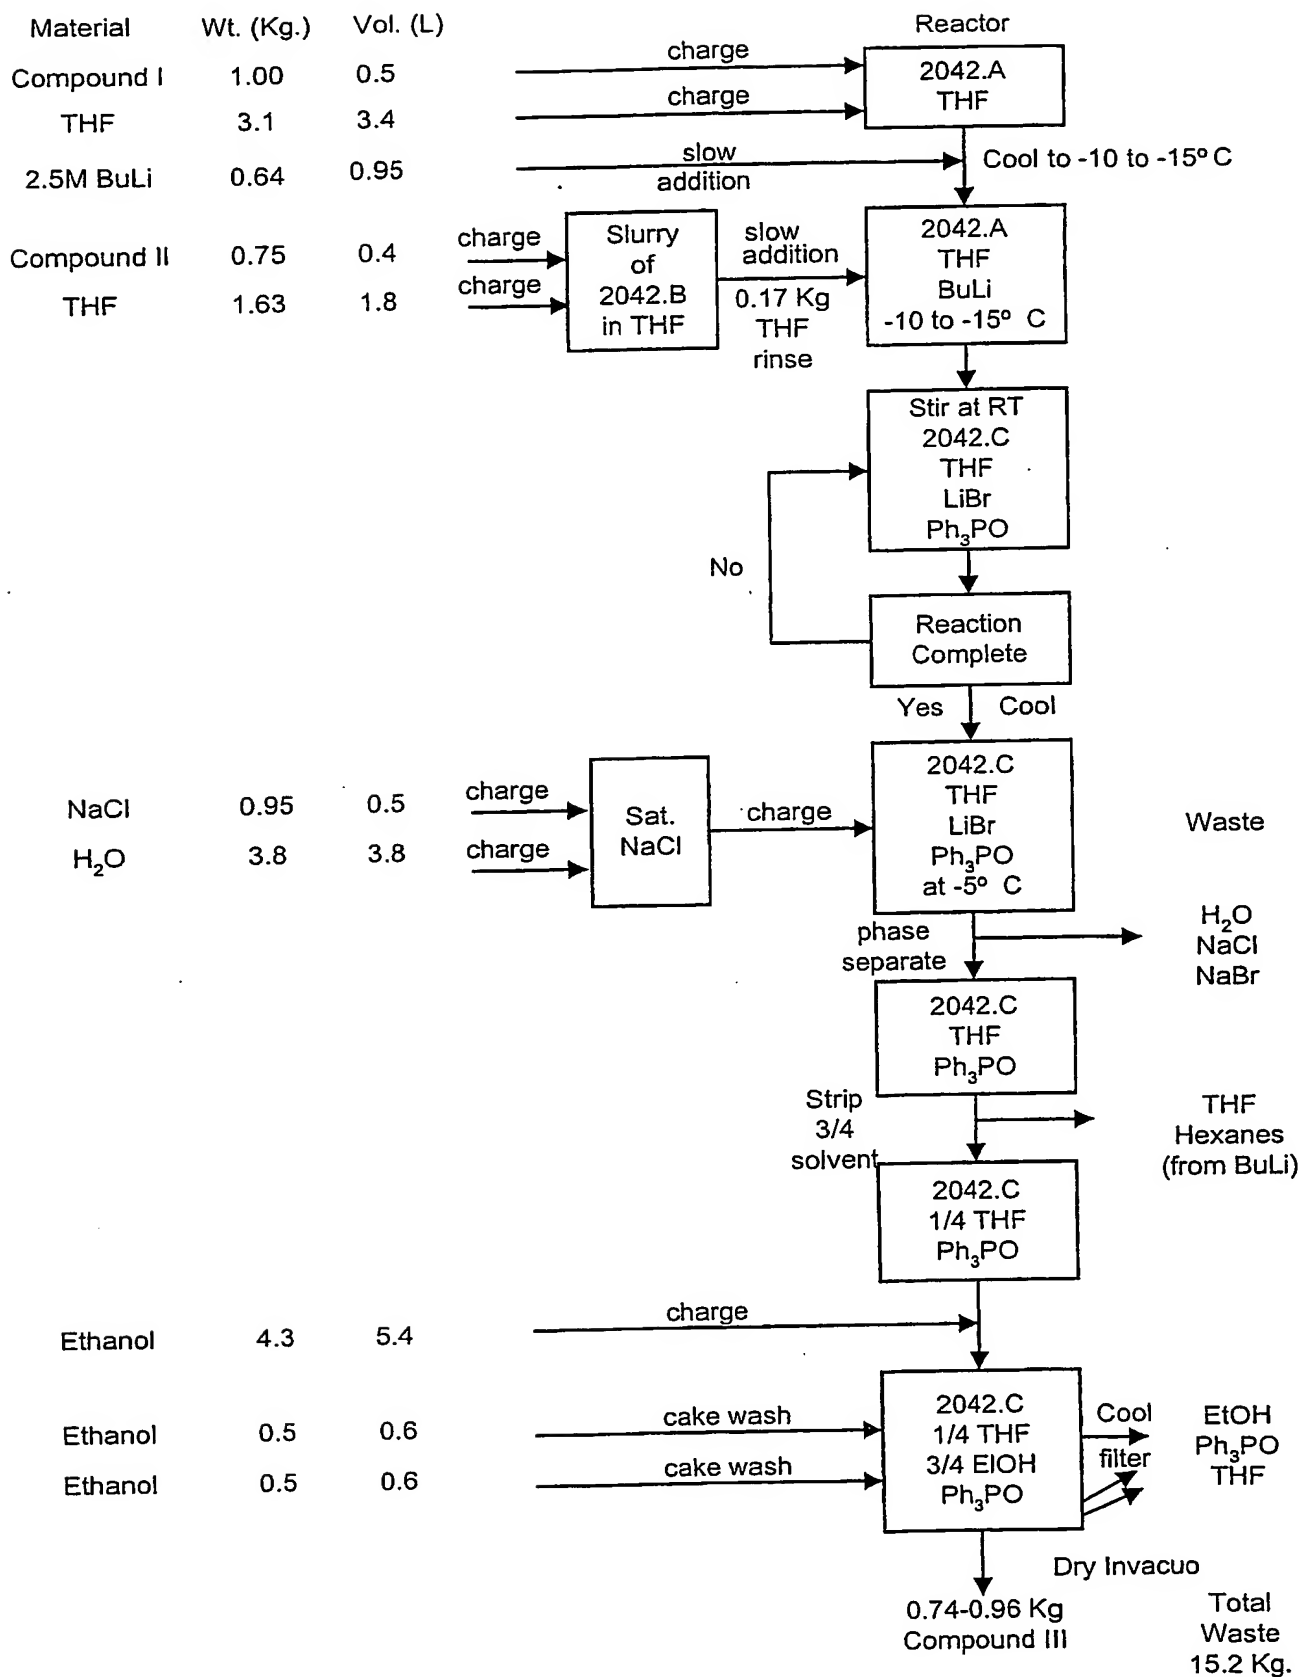 Material Wt. (Kg.) Vol. (L) Reactor
Compound I 1.00 0.5 charge
2042.A
THF
THF 3.1 3.4 charge
2.5M BuLi 0.64 0.95 slow
addition
Cool to -10 to -15º C
Compound II 0.75 0.4 charge
THF 1.63 1.8 charge
Slurry
of
2042.B
in THF
slow
addition
0.17 Kg
THF
rinse
2042.A
THF
BuLi
-10 to -15º C
Stir at RT
2042.C
THF
LiBr
Ph₃PO
No
Reaction
Complete
Yes Cool
NaCl 0.95 0.5 charge
H₂O 3.8 3.8 charge
Sat.
NaCl
charge
2042.C
THF
LiBr
Ph₃PO
at -5º C
Waste
phase
separate
H₂O
NaCl
NaBr
2042.C
THF
Ph₃PO
Strip
3/4
solvent
THF
Hexanes
(from BuLi)
2042.C
1/4 THF
Ph₃PO
Ethanol 4.3 5.4 charge
Ethanol 0.5 0.6 cake wash
Ethanol 0.5 0.6 cake wash
2042.C
1/4 THF
3/4 ElOH
Ph₃PO
Cool
filter
EtOH
Ph₃PO
THF
Dry Invacuo
0.74-0.96 Kg
Compound III
Total
Waste
15.2 Kg.